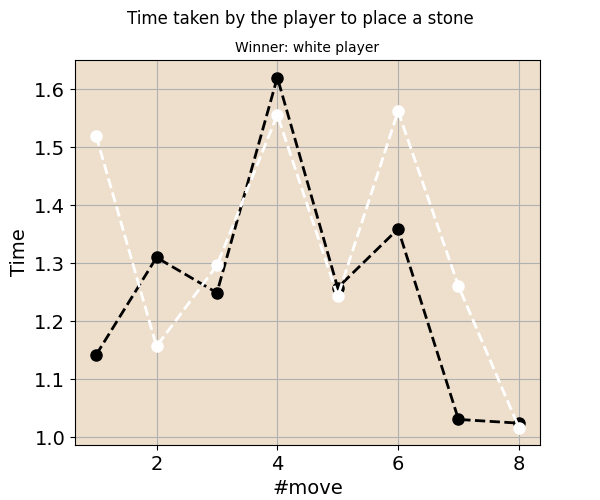 Time taken by the player to place a stone
Winner: white player
1.6
1.5
1.4
1.3
1.2
1.1
1.0
Time
2 4 6 8
#move